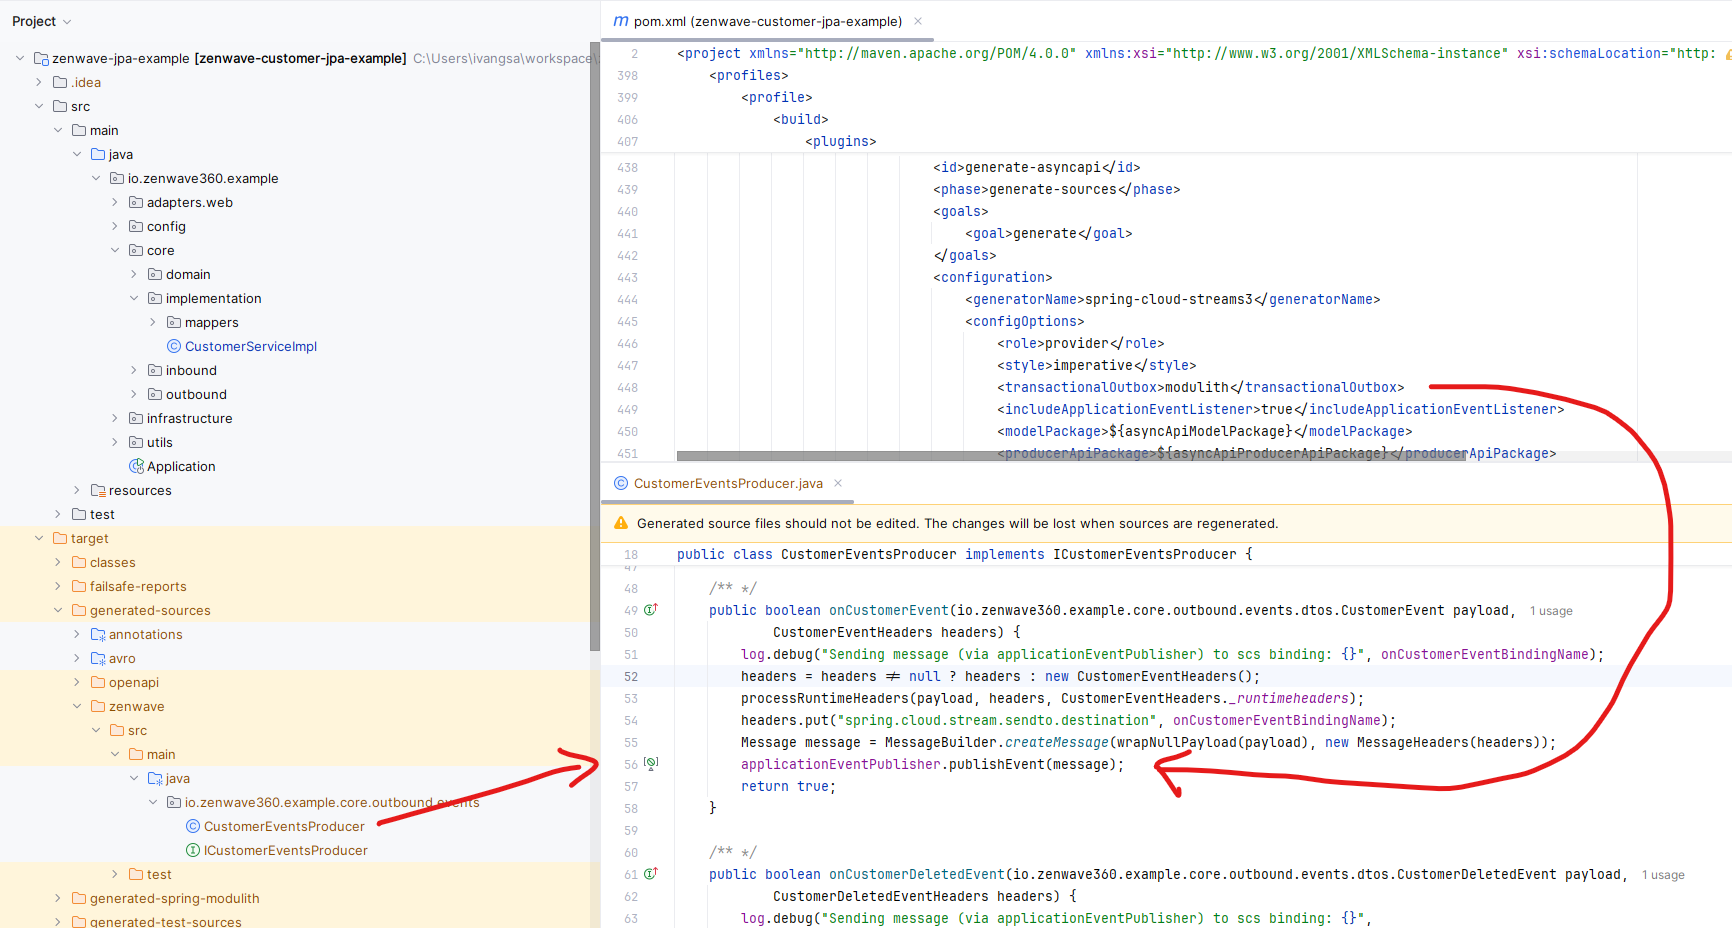 Project
zenwave-jpa-example [zenwave-customer-jpa-example] C:\Users\ivangsa\workspace\
.idea
src
main
java
io.zenwave360.example
adapters.web
config
core
domain
implementation
mappers
CustomerServiceImpl
inbound
outbound
infrastructure
utils
Application
resources
test
target
classes
failsafe-reports
generated-sources
annotations
avro
openapi
zenwave
src
main
java
io.zenwave360.example.core.outbound.events
CustomerEventsProducer
ICustomerEventsProducer
test
generated-spring-modulith
generated-test-sources
pom.xml (zenwave-customer-jpa-example)
2 <project xmlns="http://maven.apache.org/POM/4.0.0" xmlns:xsi="http://www.w3.org/2001/XMLSchema-instance" xsi:schemaLocation="http:
398 <profiles>
399 <profile>
406 <build>
407 <plugins>
438 <id>generate-asyncapi</id>
439 <phase>generate-sources</phase>
440 <goals>
441 <goal>generate</goal>
442 </goals>
443 <configuration>
444 <generatorName>spring-cloud-streams3</generatorName>
445 <configOptions>
446 <role>provider</role>
447 <style>imperative</style>
448 <transactionalOutbox>modulith</transactionalOutbox>
449 <includeApplicationEventListener>true</includeApplicationEventListener>
450 <modelPackage>${asyncApiModelPackage}</modelPackage>
451 <producerApiPackage>${asyncApiProducerApiPackage}</producerApiPackage>
CustomerEventsProducer.java
Generated source files should not be edited. The changes will be lost when sources are regenerated.
18 public class CustomerEventsProducer implements ICustomerEventsProducer {
47
48 /** */
49 public boolean onCustomerEvent(io.zenwave360.example.core.outbound.events.dtos.CustomerEvent payload, 1 usage
50 CustomerEventHeaders headers) {
51 log.debug("Sending message (via applicationEventPublisher) to scs binding: {}", onCustomerEventBindingName);
52 headers = headers ≠ null ? headers : new CustomerEventHeaders();
53 processRuntimeHeaders(payload, headers, CustomerEventHeaders._runtimeheaders);
54 headers.put("spring.cloud.stream.sendto.destination", onCustomerEventBindingName);
55 Message message = MessageBuilder.createMessage(wrapNullPayload(payload), new MessageHeaders(headers));
56 applicationEventPublisher.publishEvent(message);
57 return true;
58 }
59
60 /** */
61 public boolean onCustomerDeletedEvent(io.zenwave360.example.core.outbound.events.dtos.CustomerDeletedEvent payload, 1 usage
62 CustomerDeletedEventHeaders headers) {
63 log.debug("Sending message (via applicationEventPublisher) to scs binding: {}",